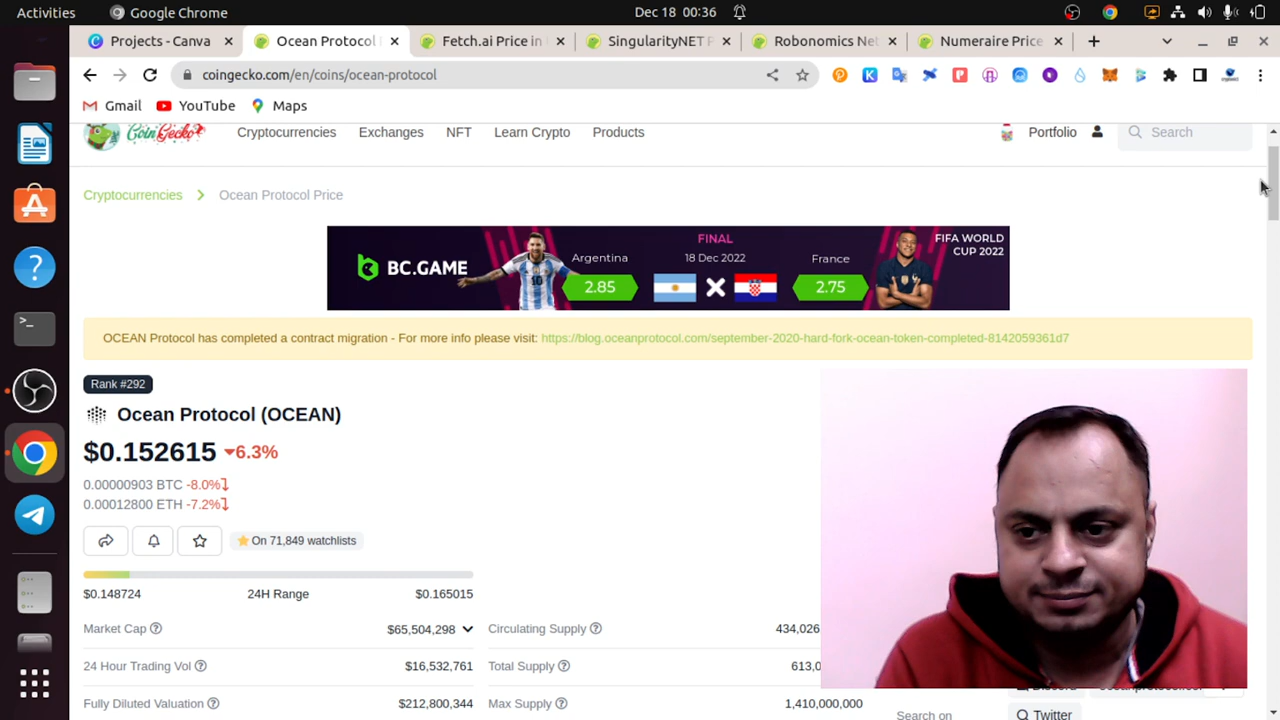 Activities
Google Chrome
Dec 18 00:36
Projects - Canva
Ocean Protocol
Fetch.ai Price in
SingularityNET P
Robonomics Net
Numeraire Price
coingecko.com/en/coins/ocean-protocol
Gmail
YouTube
Maps
CoinGecko
Cryptocurrencies
Exchanges
NFT
Learn Crypto
Products
Portfolio
Search
Cryptocurrencies
Ocean Protocol Price
BC.GAME
FINAL
18 Dec 2022
Argentina
2.85
France
2.75
FIFA WORLD
CUP 2022
OCEAN Protocol has completed a contract migration - For more info please visit: https://blog.oceanprotocol.com/september-2020-hard-fork-ocean-token-completed-8142059361d7
Rank #292
Ocean Protocol (OCEAN)
$0.152615 6.3%
0.00000903 BTC -8.0%
0.00012800 ETH -7.2%
On 71,849 watchlists
$0.148724
24H Range
$0.165015
Market Cap
$65,504,298
Circulating Supply
434,026
24 Hour Trading Vol
$16,532,761
Total Supply
613,0
Fully Diluted Valuation
$212,800,344
Max Supply
1,410,000,000
Search on
Twitter